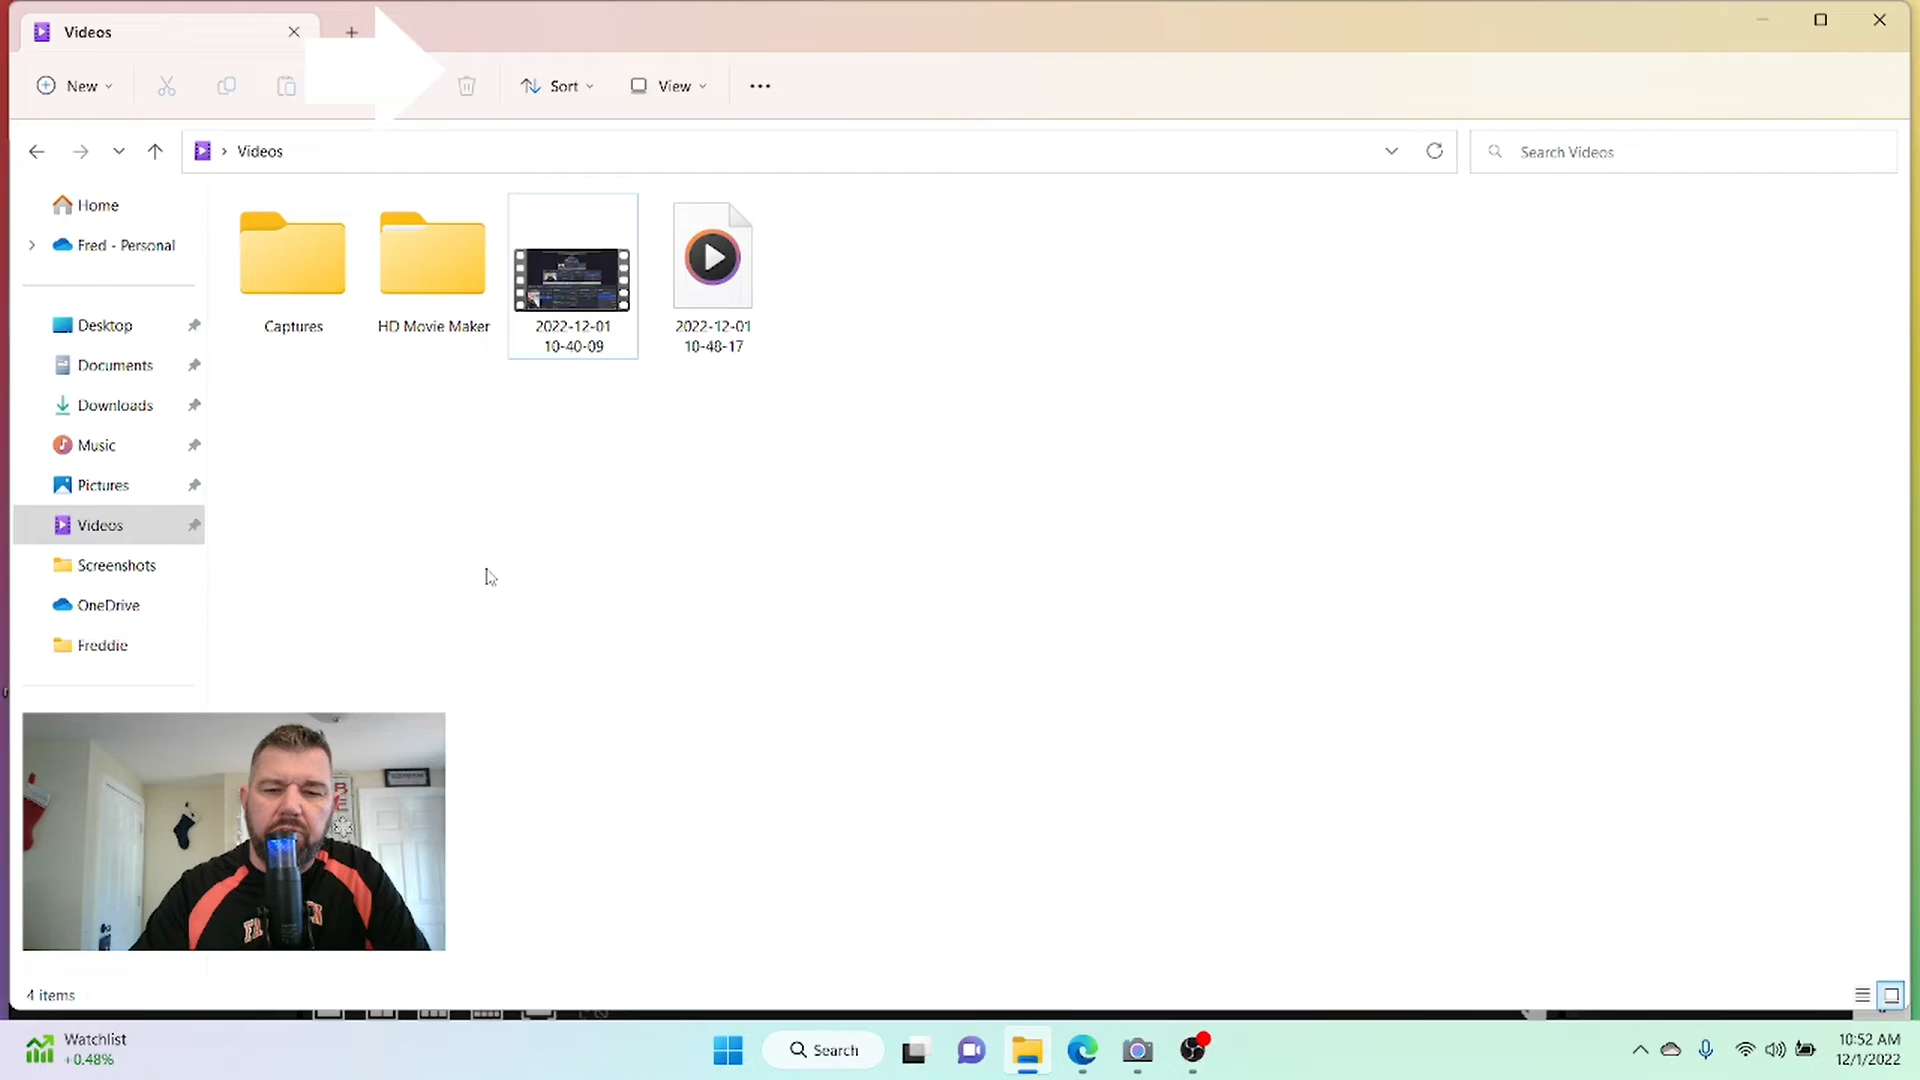 Videos
New
Sort
View
Videos
Search Videos
Home
Fred - Personal
Desktop
Documents
Downloads
Music
Pictures
Videos
Screenshots
OneDrive
Freddie
Captures
HD Movie Maker
2022-12-01
10-40-09
2022-12-01
10-48-17
4 items
Watchlist
+0.48%
Search
10:52 AM
12/1/2022